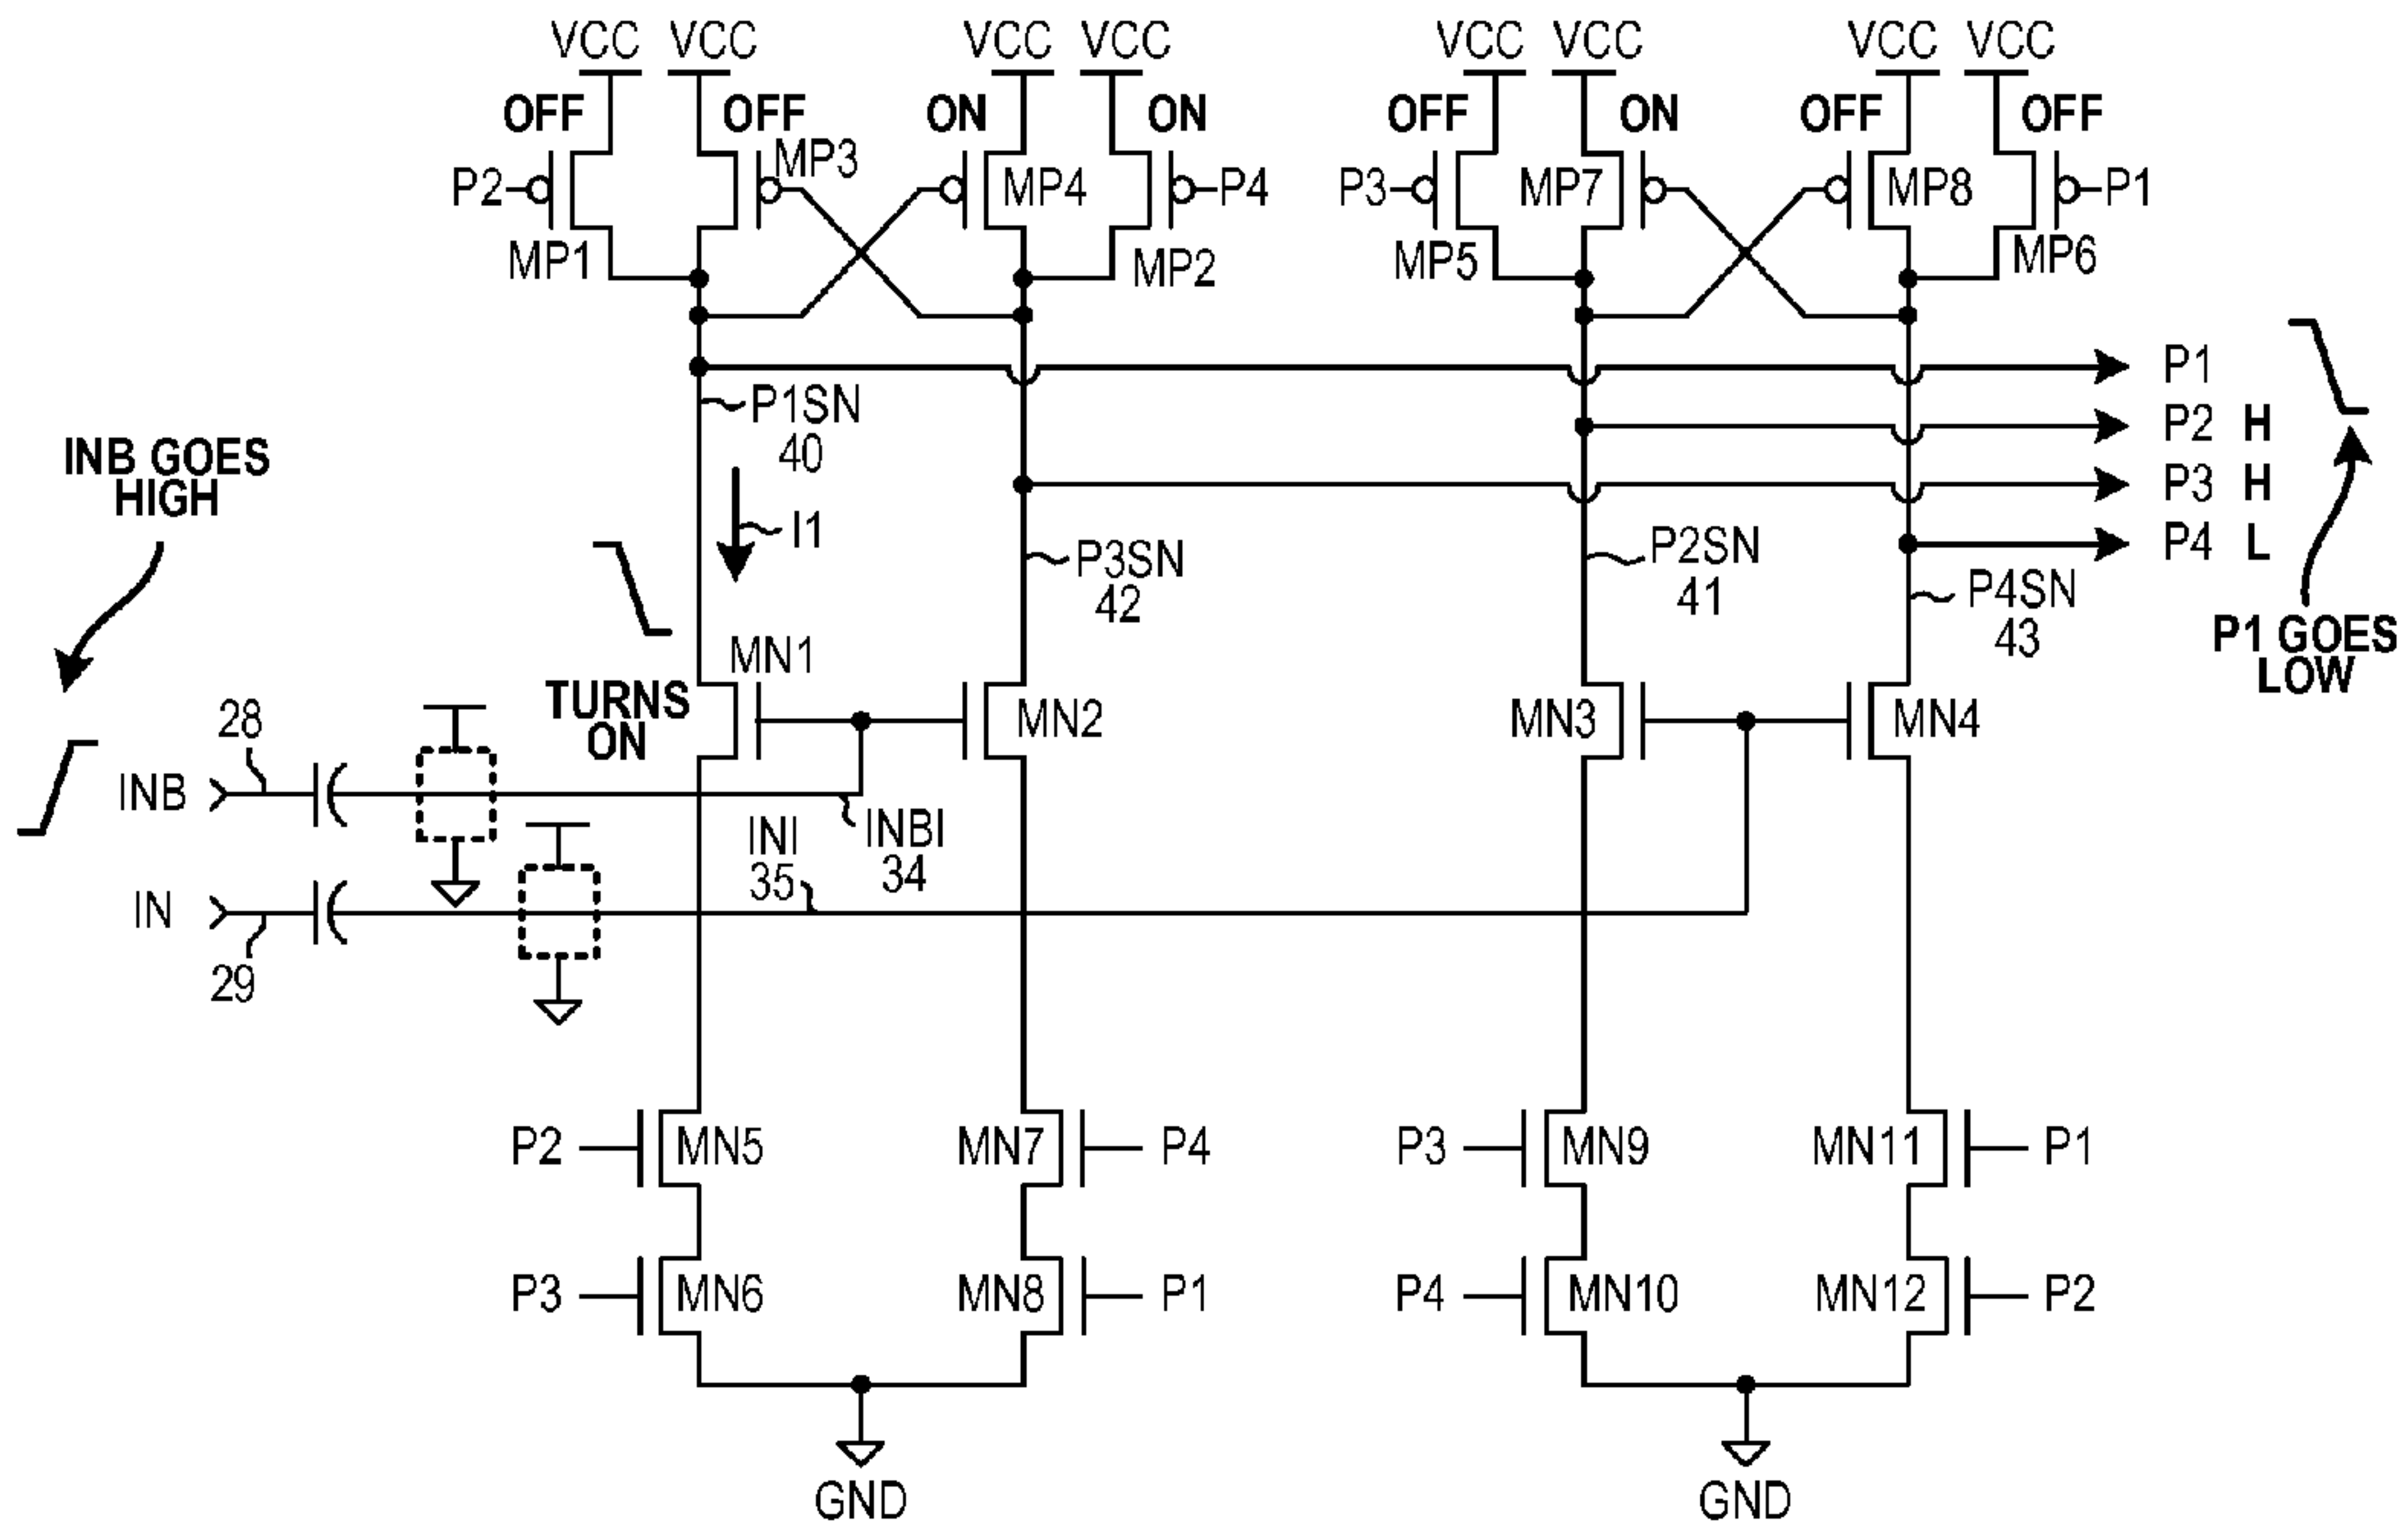 VCC VCC VCC VCC VCC VCC VCC VCC
OFF OFF ON ON OFF ON OFF OFF
MP3
P2 MP4 P4 P3 MP7 MP8 P1
MP1 MP2 MP5 MP6
P1
P1SN
40
P2 H
P3 H
P4 L
INB GOES
HIGH
I1
P3SN
42
P2SN
41
P4SN
43
P1 GOES
LOW
MN1
TURNS
ON
MN2 MN3 MN4
28
INB
INI
35
INBI
34
IN
29
P2 MN5 MN7 P4 P3 MN9 MN11 P1
P3 MN6 MN8 P1 P4 MN10 MN12 P2
GND GND